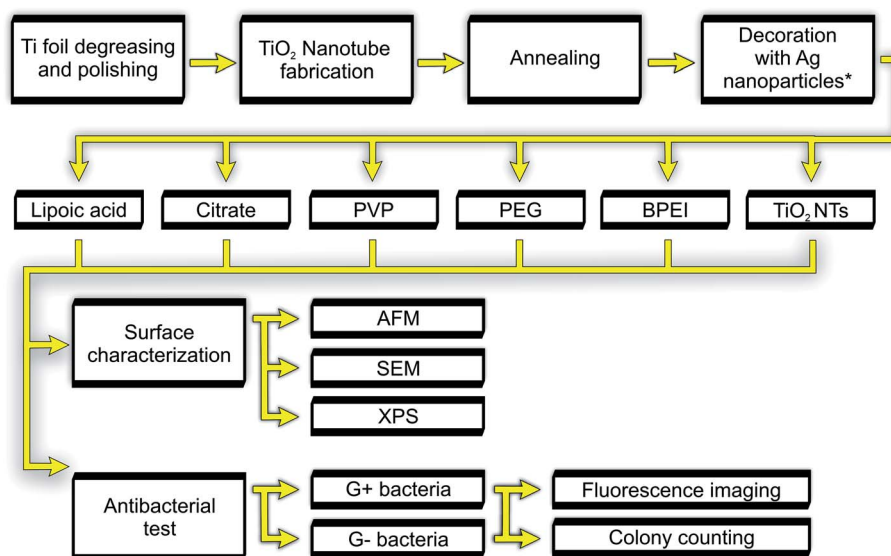 Ti foil degreasing
and polishing
TiO₂ Nanotube
fabrication
Annealing
Decoration
with Ag
nanoparticles*
Lipoic acid
Citrate
PVP
PEG
BPEI
TiO₂ NTs
Surface
characterization
AFM
SEM
XPS
Antibacterial
test
G+ bacteria
G- bacteria
Fluorescence imaging
Colony counting